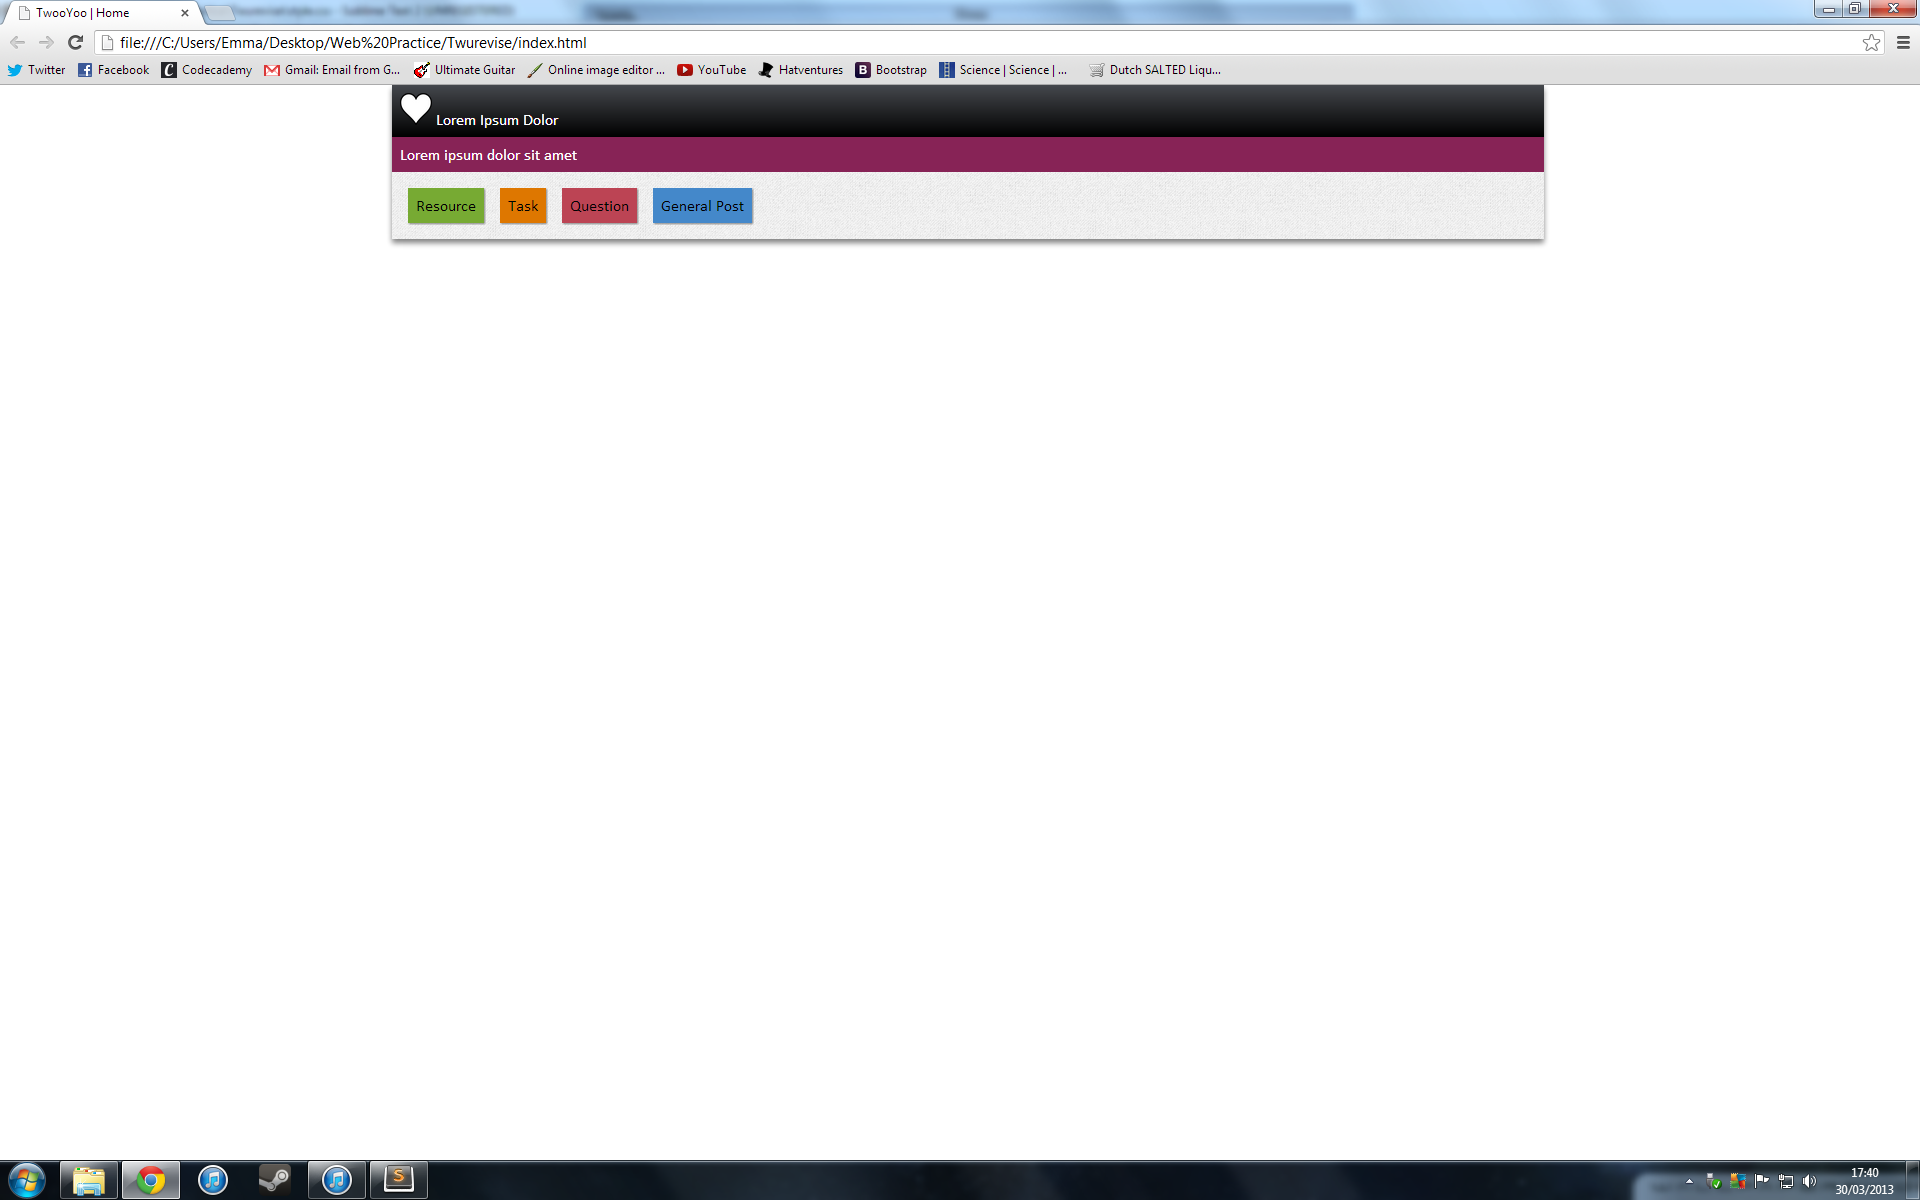 TwooYoo | Home
file:///C:/Users/Emma/Desktop/Web%20Practice/Twurevise/index.html
Twitter Facebook Codecademy Gmail: Email from G... Ultimate Guitar Online image editor ... YouTube Hatventures Bootstrap Science | Science | ... Dutch SALTED Liqu...
Lorem Ipsum Dolor
Lorem ipsum dolor sit amet
Resource Task Question General Post
17:40
30/03/2013